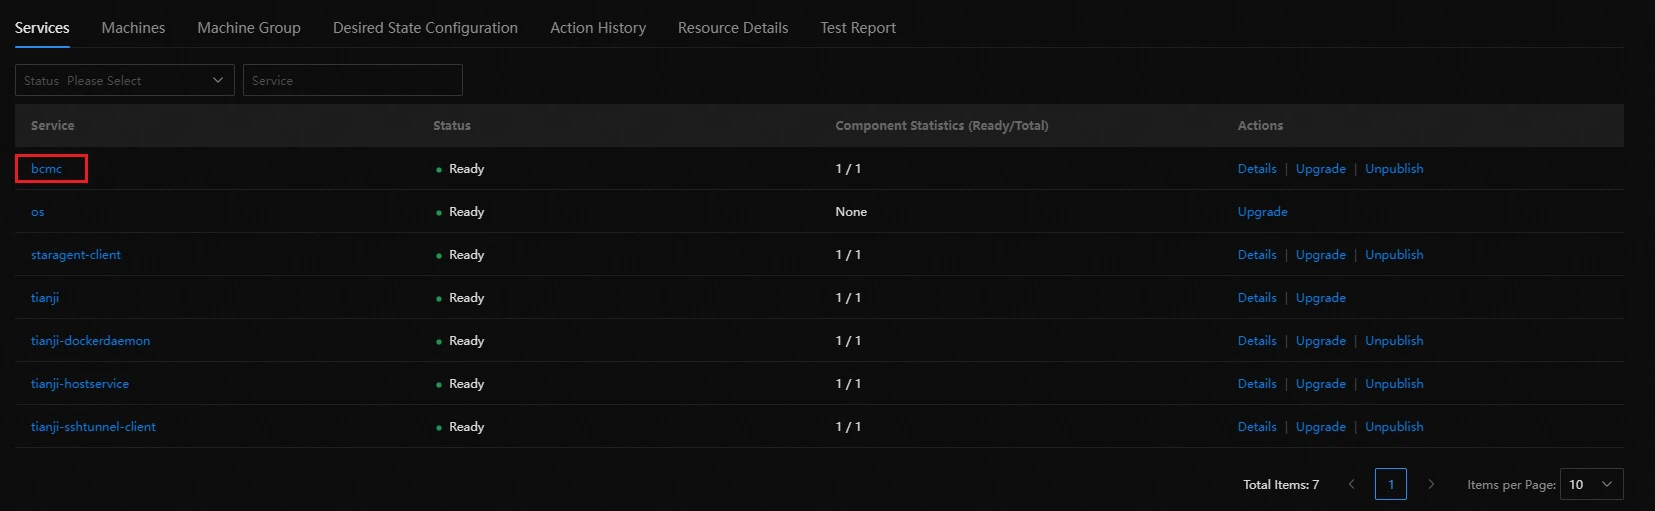 Services Machines Machine Group Desired State Configuration Action History Resource Details Test Report
Status Please Select Service
Service Status Component Statistics (Ready/Total) Actions
bcmc Ready 1 / 1 Details | Upgrade | Unpublish
os Ready None Upgrade
staragent-client Ready 1 / 1 Details | Upgrade | Unpublish
tianji Ready 1 / 1 Details | Upgrade
tianji-dockerdaemon Ready 1 / 1 Details | Upgrade | Unpublish
tianji-hostservice Ready 1 / 1 Details | Upgrade | Unpublish
tianji-sshtunnel-client Ready 1 / 1 Details | Upgrade | Unpublish
Total Items: 7 1 Items per Page: 10